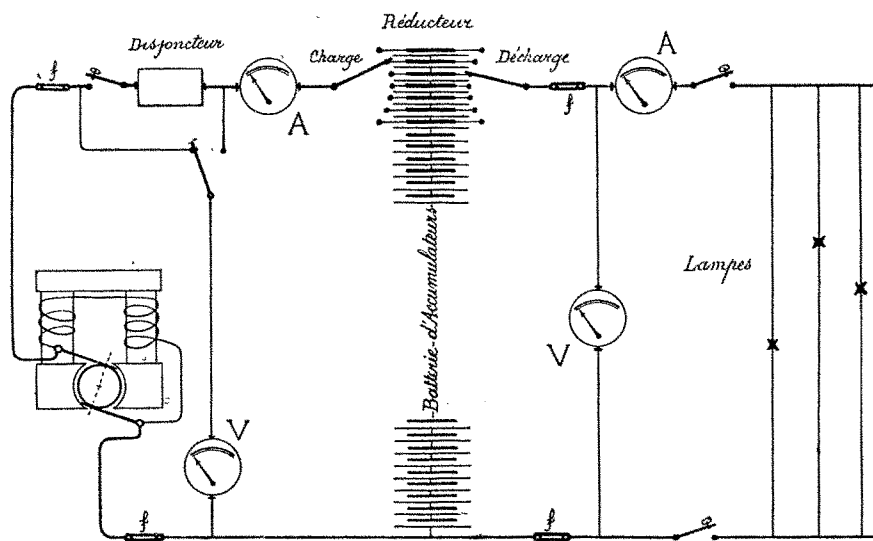 Réducteur
Disjoncteur
Charge
Décharge
A
f
A
f
Batterie-d'Accumulateurs
Lampes
V
V
f
f